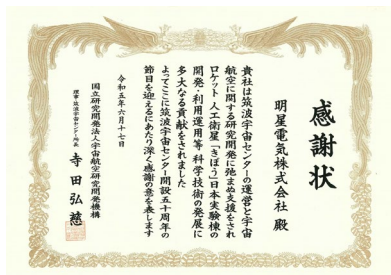 感謝状
明星電気株式会社 殿
貴社は筑波宇宙センターの運営と宇宙
航空に関する研究開発に弛まぬ支援をされ
ロケット 人工衛星 「きぼう」日本実験棟の
開発・利用運用等 科学技術の発展に
多大なる貢献をされました
よってここに筑波宇宙センター開設五十周年の
節目を迎えるにあたり深く感謝の意を表します
令和五年六月十七日
国立研究開発法人宇宙航空研究開発機構
理事・筑波宇宙センター所長 寺田弘慈